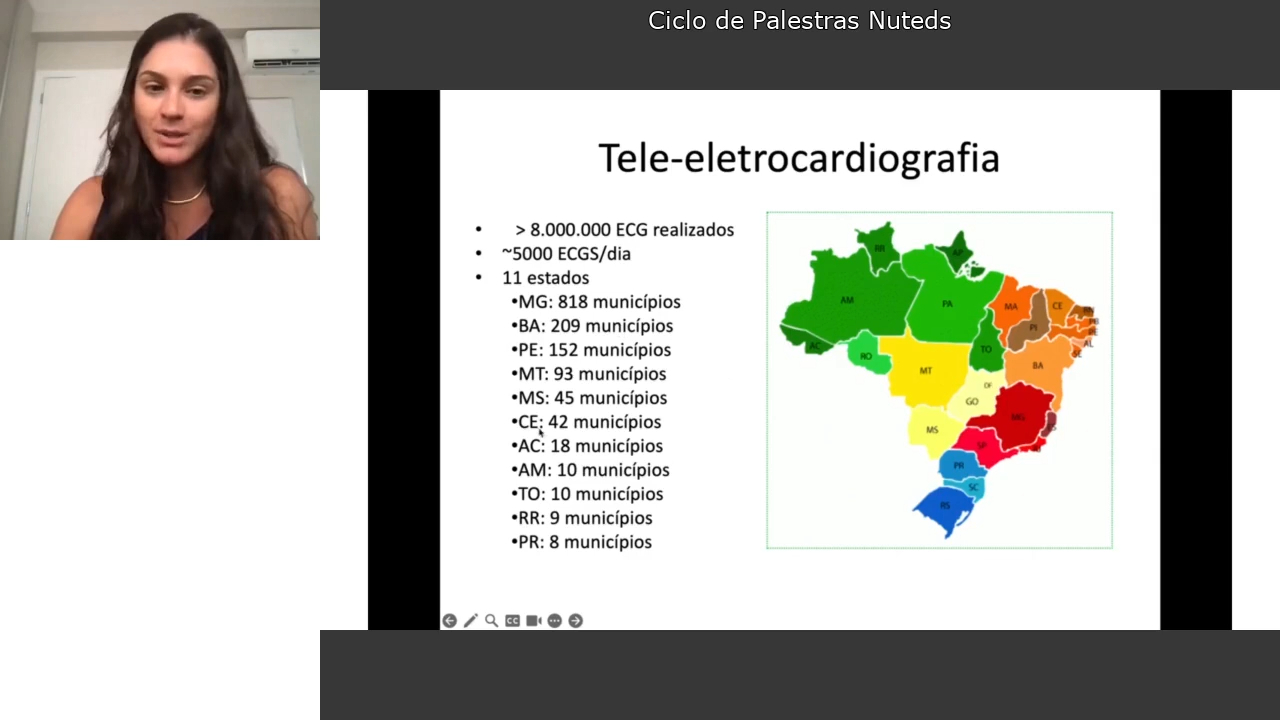 Ciclo de Palestras Nuteds
Tele-eletrocardiografia
• > 8.000.000 ECG realizados
• ~5000 ECGS/dia
• 11 estados
•MG: 818 municípios
•BA: 209 municípios
•PE: 152 municípios
•MT: 93 municípios
•MS: 45 municípios
•CE: 42 municípios
•AC: 18 municípios
•AM: 10 municípios
•TO: 10 municípios
•RR: 9 municípios
•PR: 8 municípios
RR
AP
AM
PA
MA
CE
PI
AC
RO
TO
AL
SE
MT
BA
DF
GO
MS
MG
SP
PR
SC
RS
CC